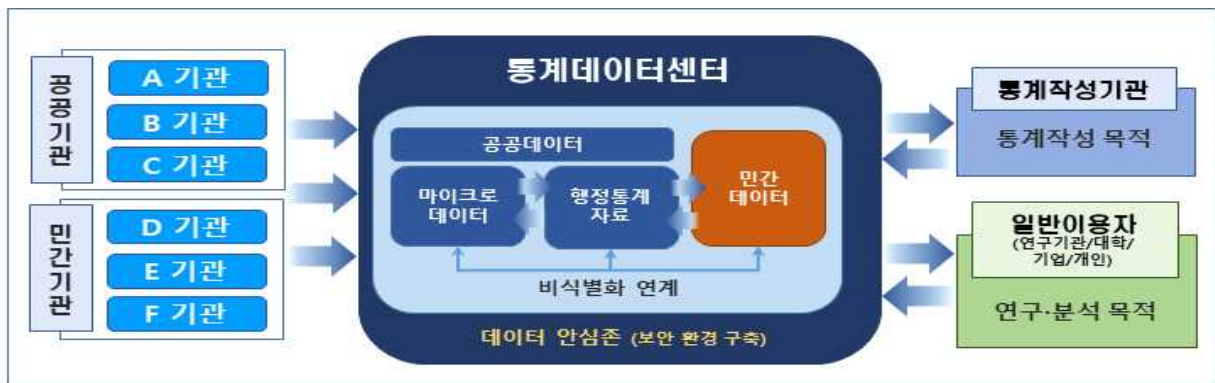 공공기관
A 기관
B 기관
C 기관
민간기관
D 기관
E 기관
F 기관
통계데이터센터
공공데이터
마이크로
데이터
행정통계
자료
민간
데이터
비식별화 연계
데이터 안심존 (보안 환경 구축)
통계작성기관
통계작성 목적
일반이용자
(연구기관/대학/
기업/개인)
연구·분석 목적